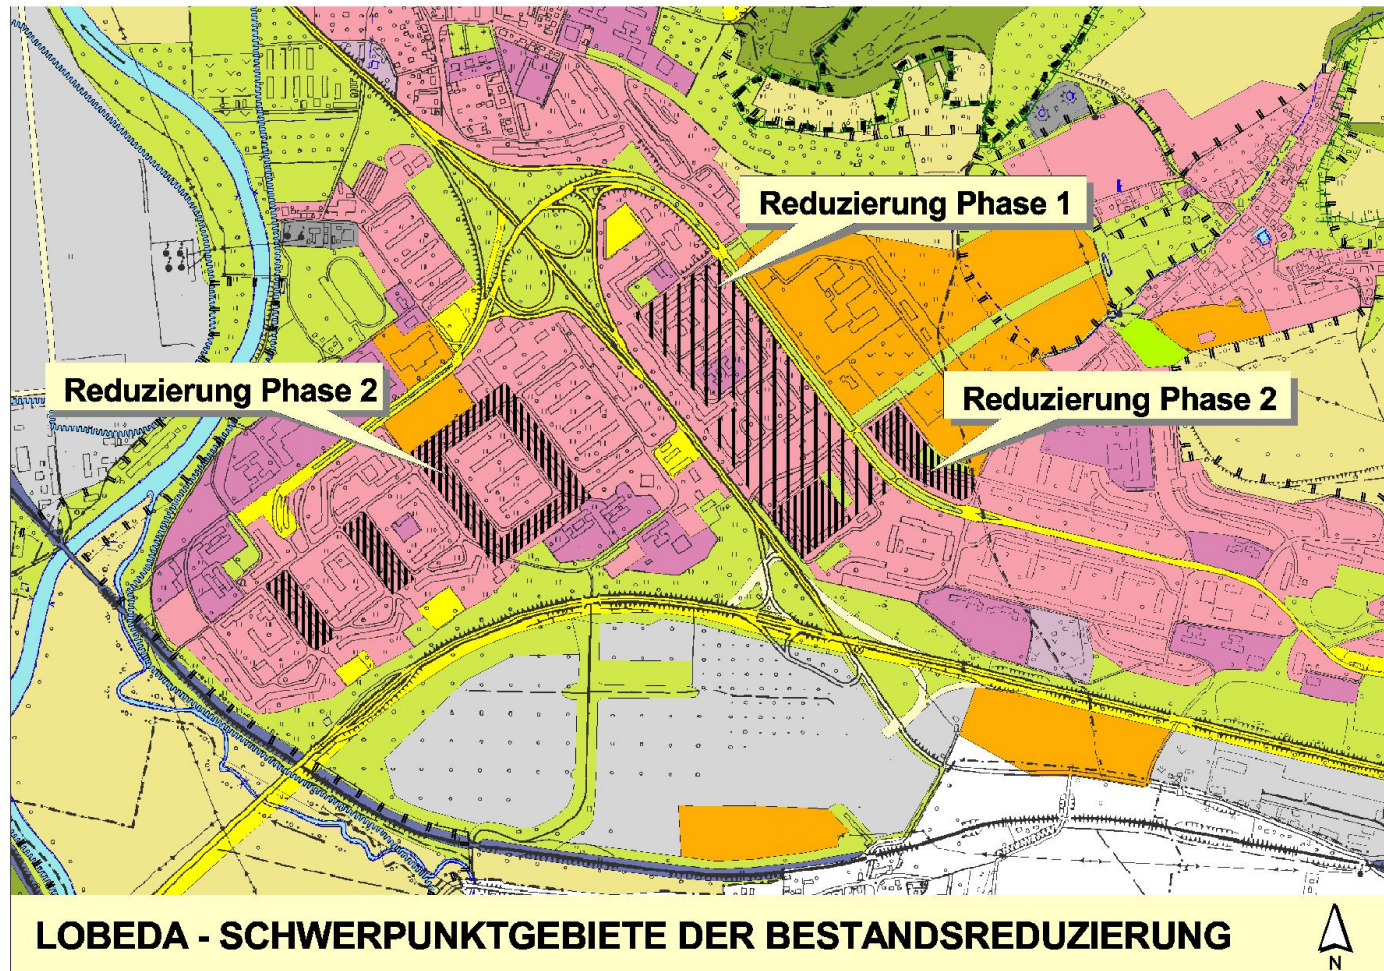 Reduzierung Phase 1
Reduzierung Phase 2
Reduzierung Phase 2
LOBEDA - SCHWERPUNKTGEBIETE DER BESTANDSREDUZIERUNG
N